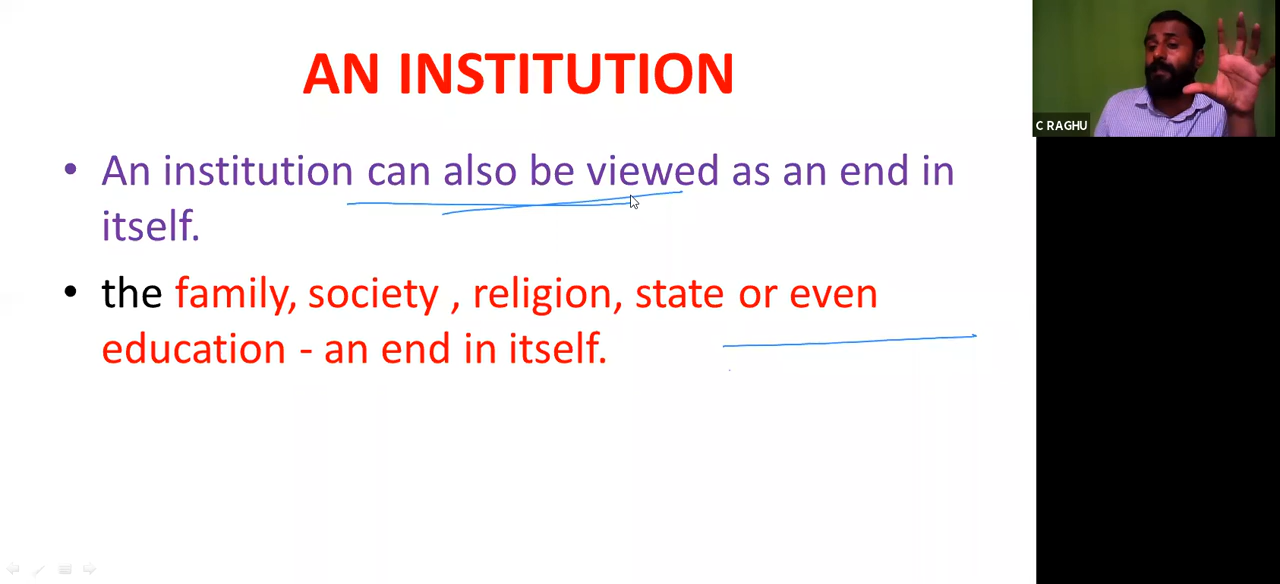 AN INSTITUTION
• An institution can also be viewed as an end in
itself.
• the family, society , religion, state or even
education - an end in itself.
C RAGHU